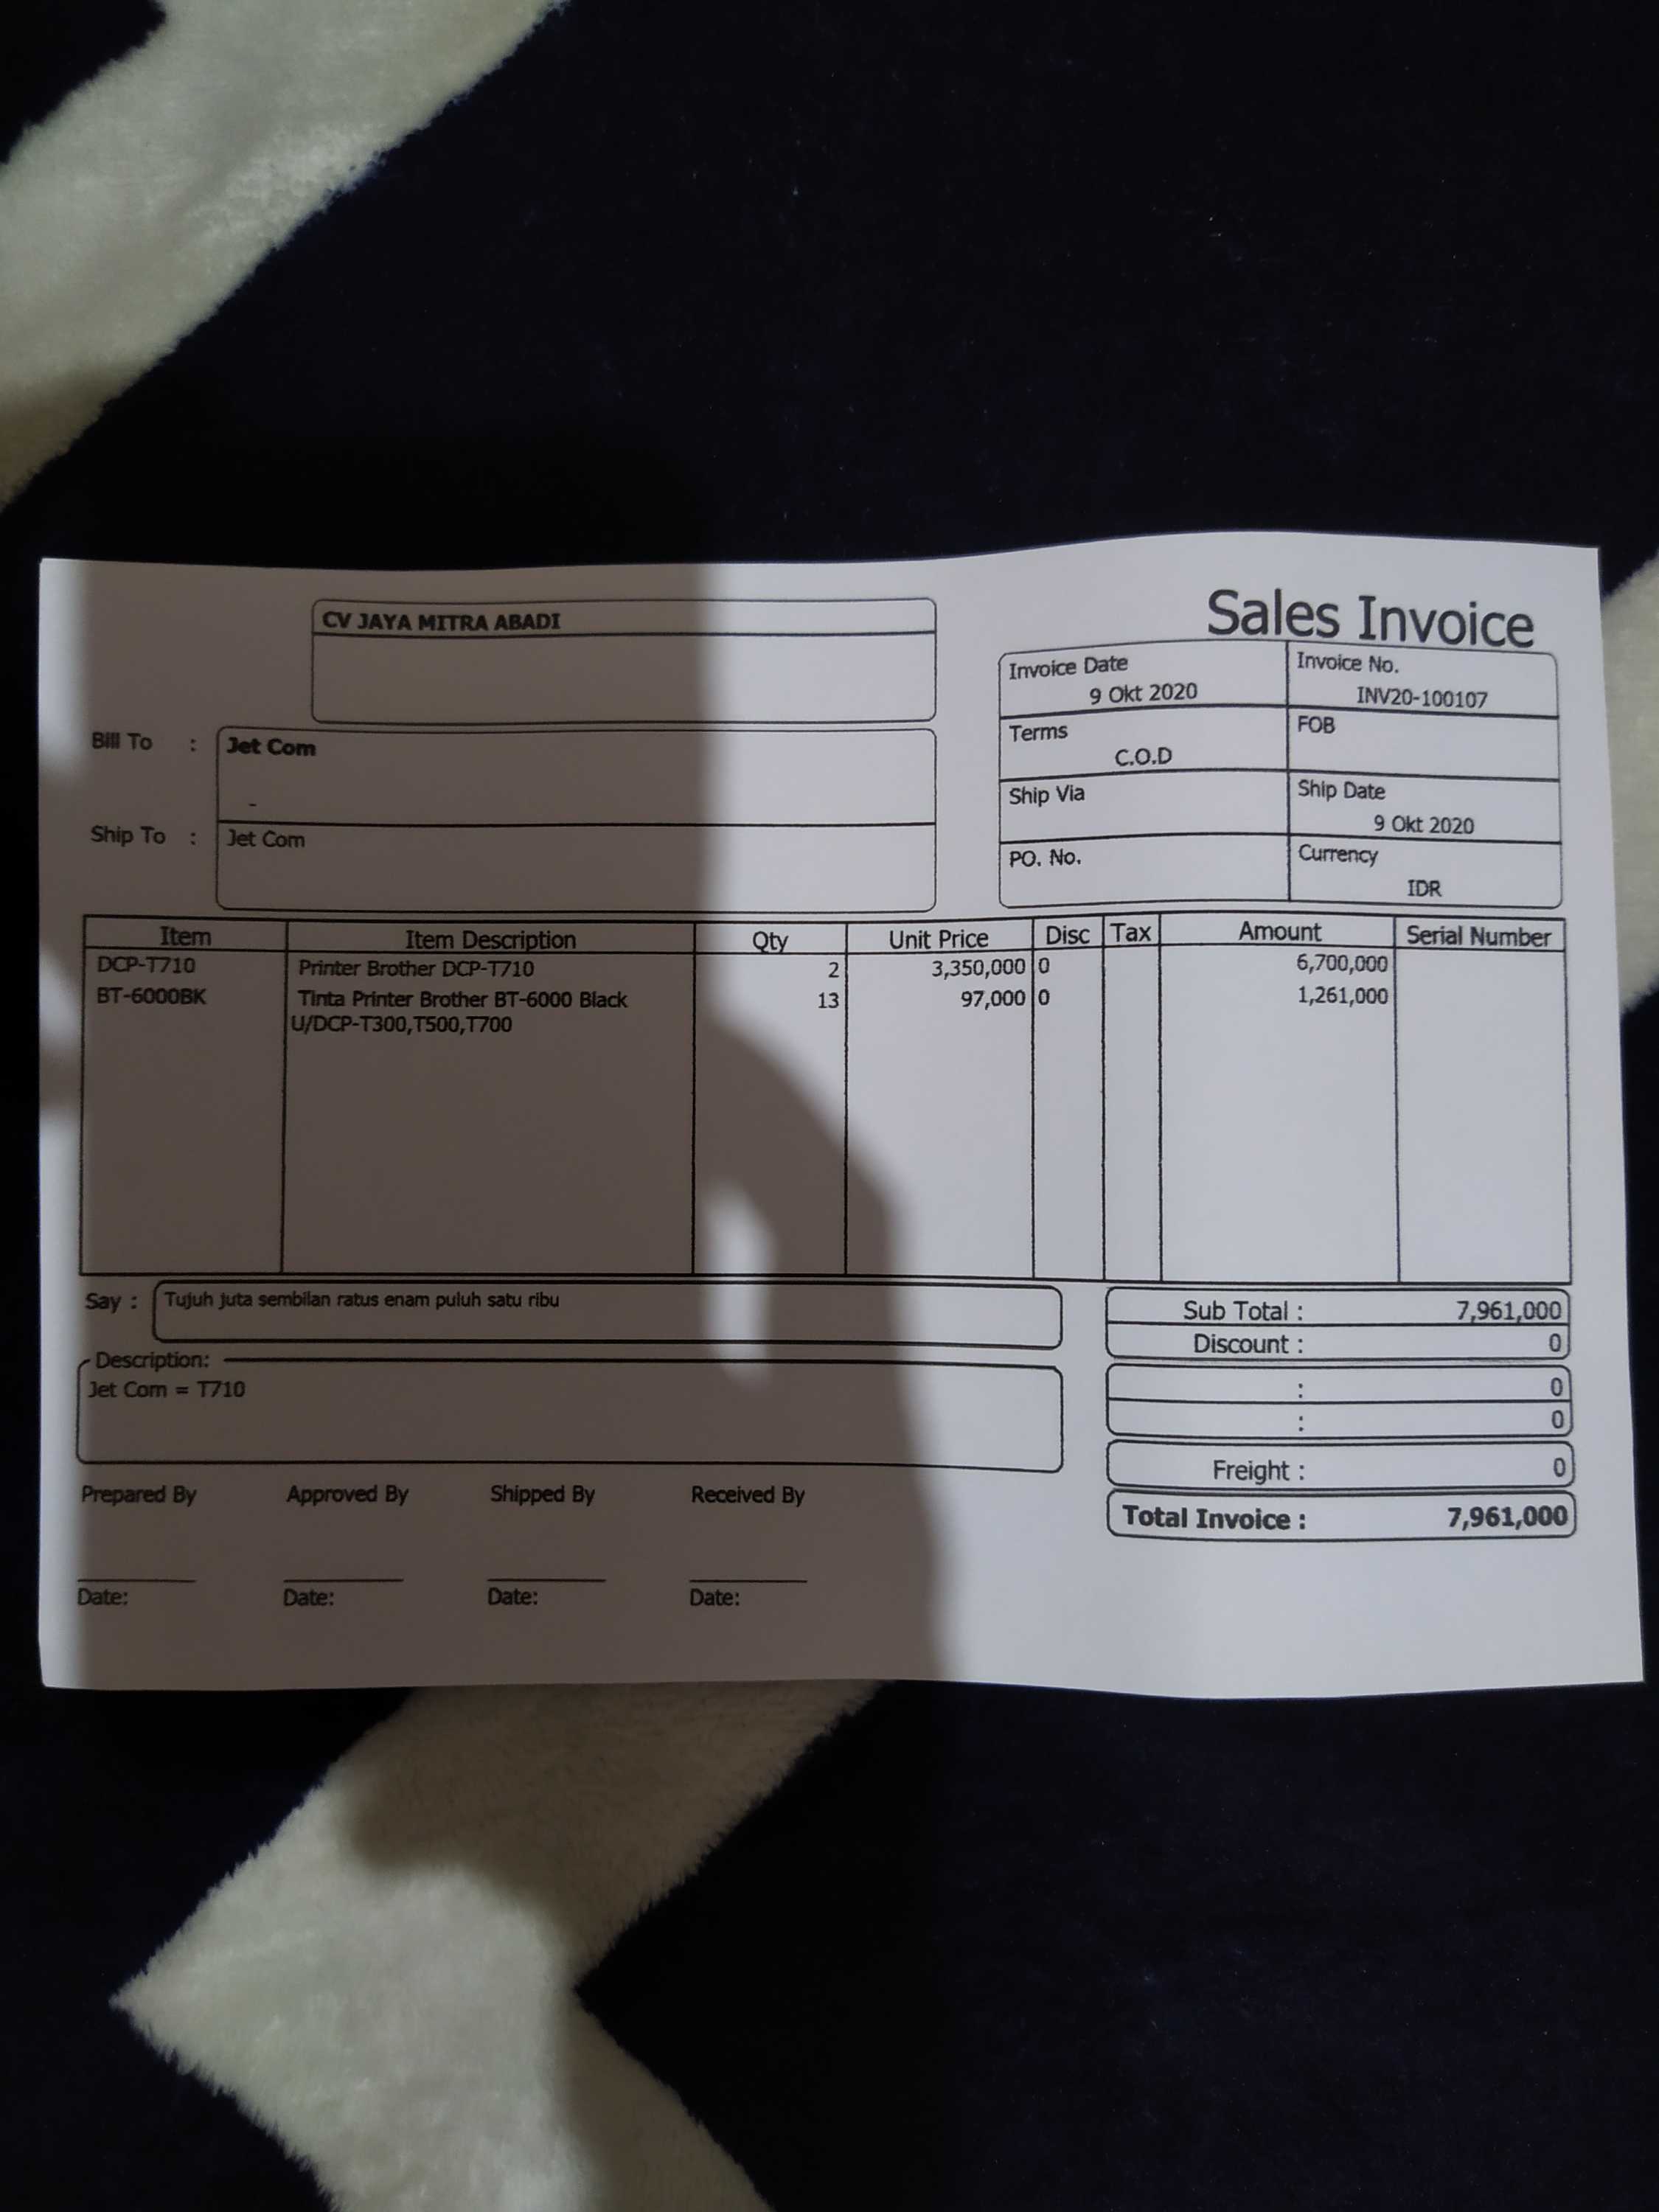 CV JAYA MITRA ABADI
Sales Invoice
Invoice Date
9 Okt 2020
Invoice No.
INV20-100107
Terms
C.O.D
FOB
Ship Via
Ship Date
9 Okt 2020
PO. No.
Currency
IDR
Bill To : Jet Com
-
Ship To : Jet Com
Item Item Description Qty Unit Price Disc Tax Amount Serial Number
DCP-T710 Printer Brother DCP-T710 2 3,350,000 0 6,700,000
BT-6000BK Tinta Printer Brother BT-6000 Black 13 97,000 0 1,261,000
U/DCP-T300,T500,T700
Say : Tujuh juta sembilan ratus enam puluh satu ribu
Description:
Jet Com = T710
Sub Total : 7,961,000
Discount : 0
: 0
: 0
Freight : 0
Total Invoice : 7,961,000
Prepared By Approved By Shipped By Received By
Date: Date: Date: Date: